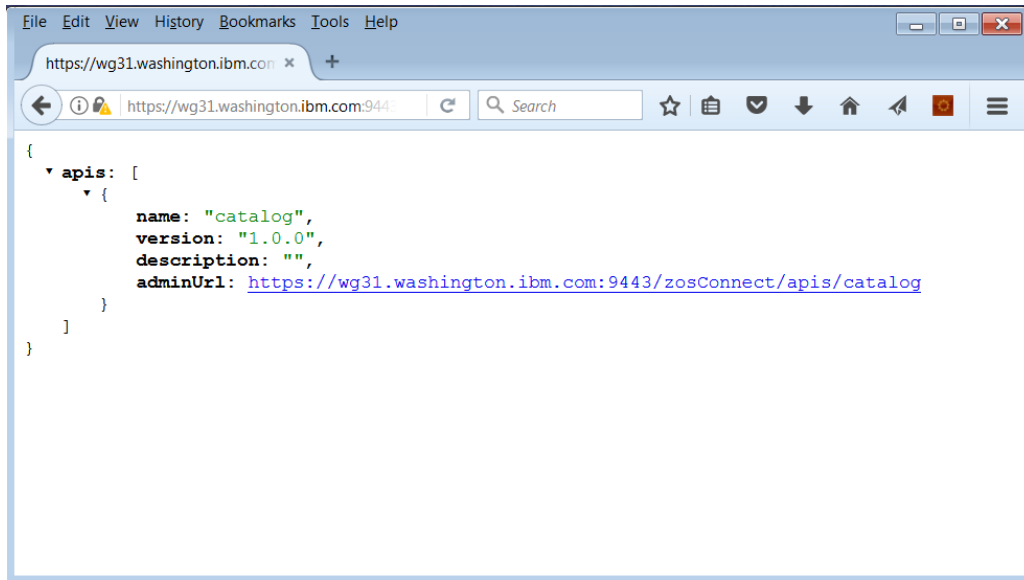 File Edit View History Bookmarks Tools Help
https://wg31.washington.ibm.com
https://wg31.washington.ibm.com:944
Search
{
apis: [
{
name: "catalog",
version: "1.0.0",
description: "",
adminUrl: https://wg31.washington.ibm.com:9443/zosConnect/apis/catalog
}
]
}